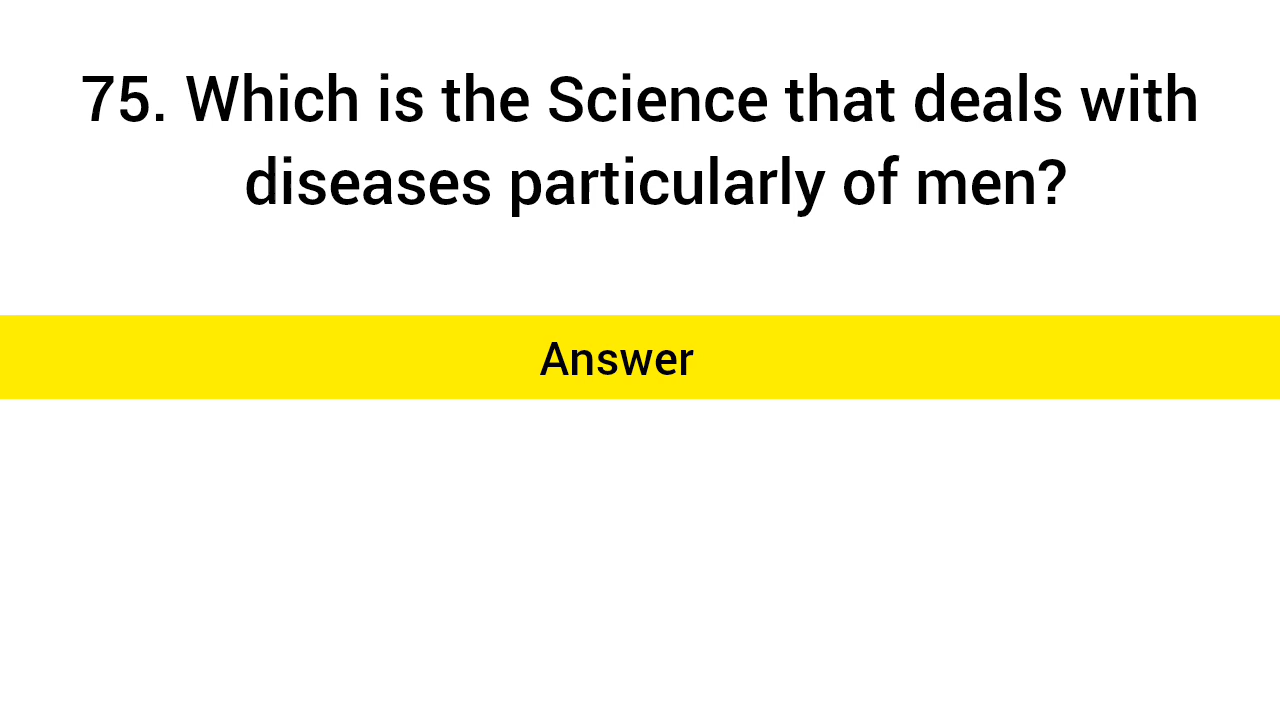 75. Which is the Science that deals with
diseases particularly of men?
Answer